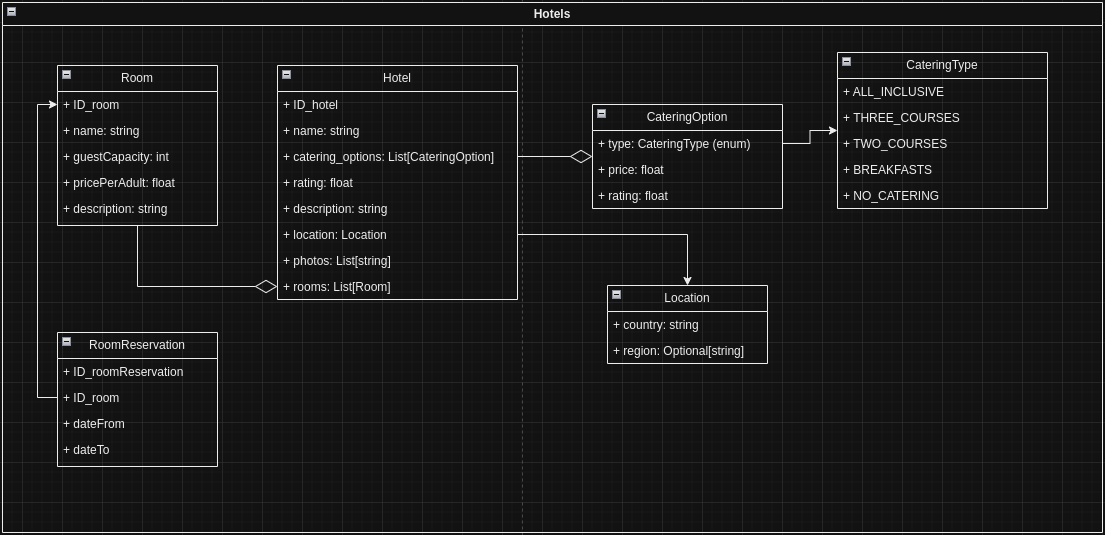 Hotels
Room
+ ID_room
+ name: string
+ guestCapacity: int
+ pricePerAdult: float
+ description: string
Hotel
+ ID_hotel
+ name: string
+ catering_options: List[CateringOption]
+ rating: float
+ description: string
+ location: Location
+ photos: List[string]
+ rooms: List[Room]
CateringOption
+ type: CateringType (enum)
+ price: float
+ rating: float
CateringType
+ ALL_INCLUSIVE
+ THREE_COURSES
+ TWO_COURSES
+ BREAKFASTS
+ NO_CATERING
Location
+ country: string
+ region: Optional[string]
RoomReservation
+ ID_roomReservation
+ ID_room
+ dateFrom
+ dateTo